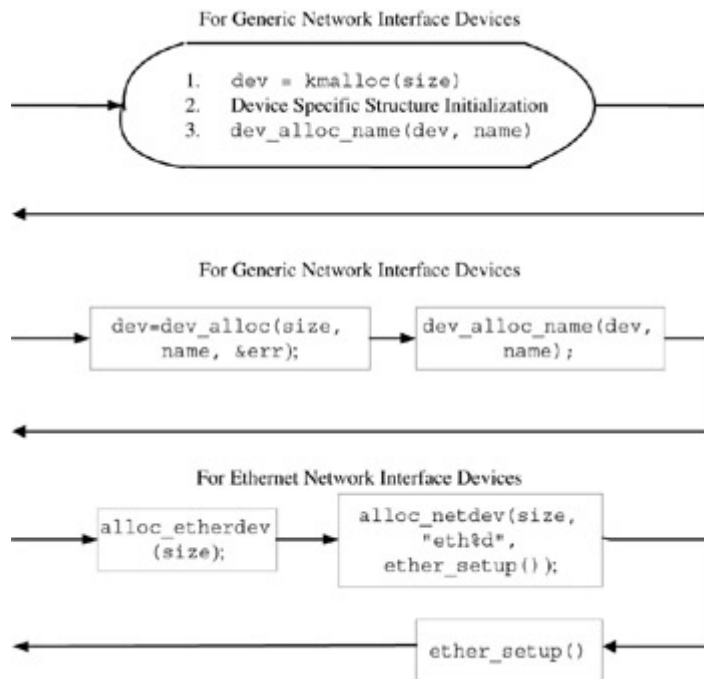 For Generic Network Interface Devices
1. dev = kmalloc(size)
2. Device Specific Structure Initialization
3. dev_alloc_name(dev, name)
For Generic Network Interface Devices
dev=dev_alloc(size,
name, &err);
dev_alloc_name(dev,
name);
For Ethernet Network Interface Devices
alloc_etherdev
(size);
alloc_netdev(size,
"eth%d",
ether_setup());
ether_setup()